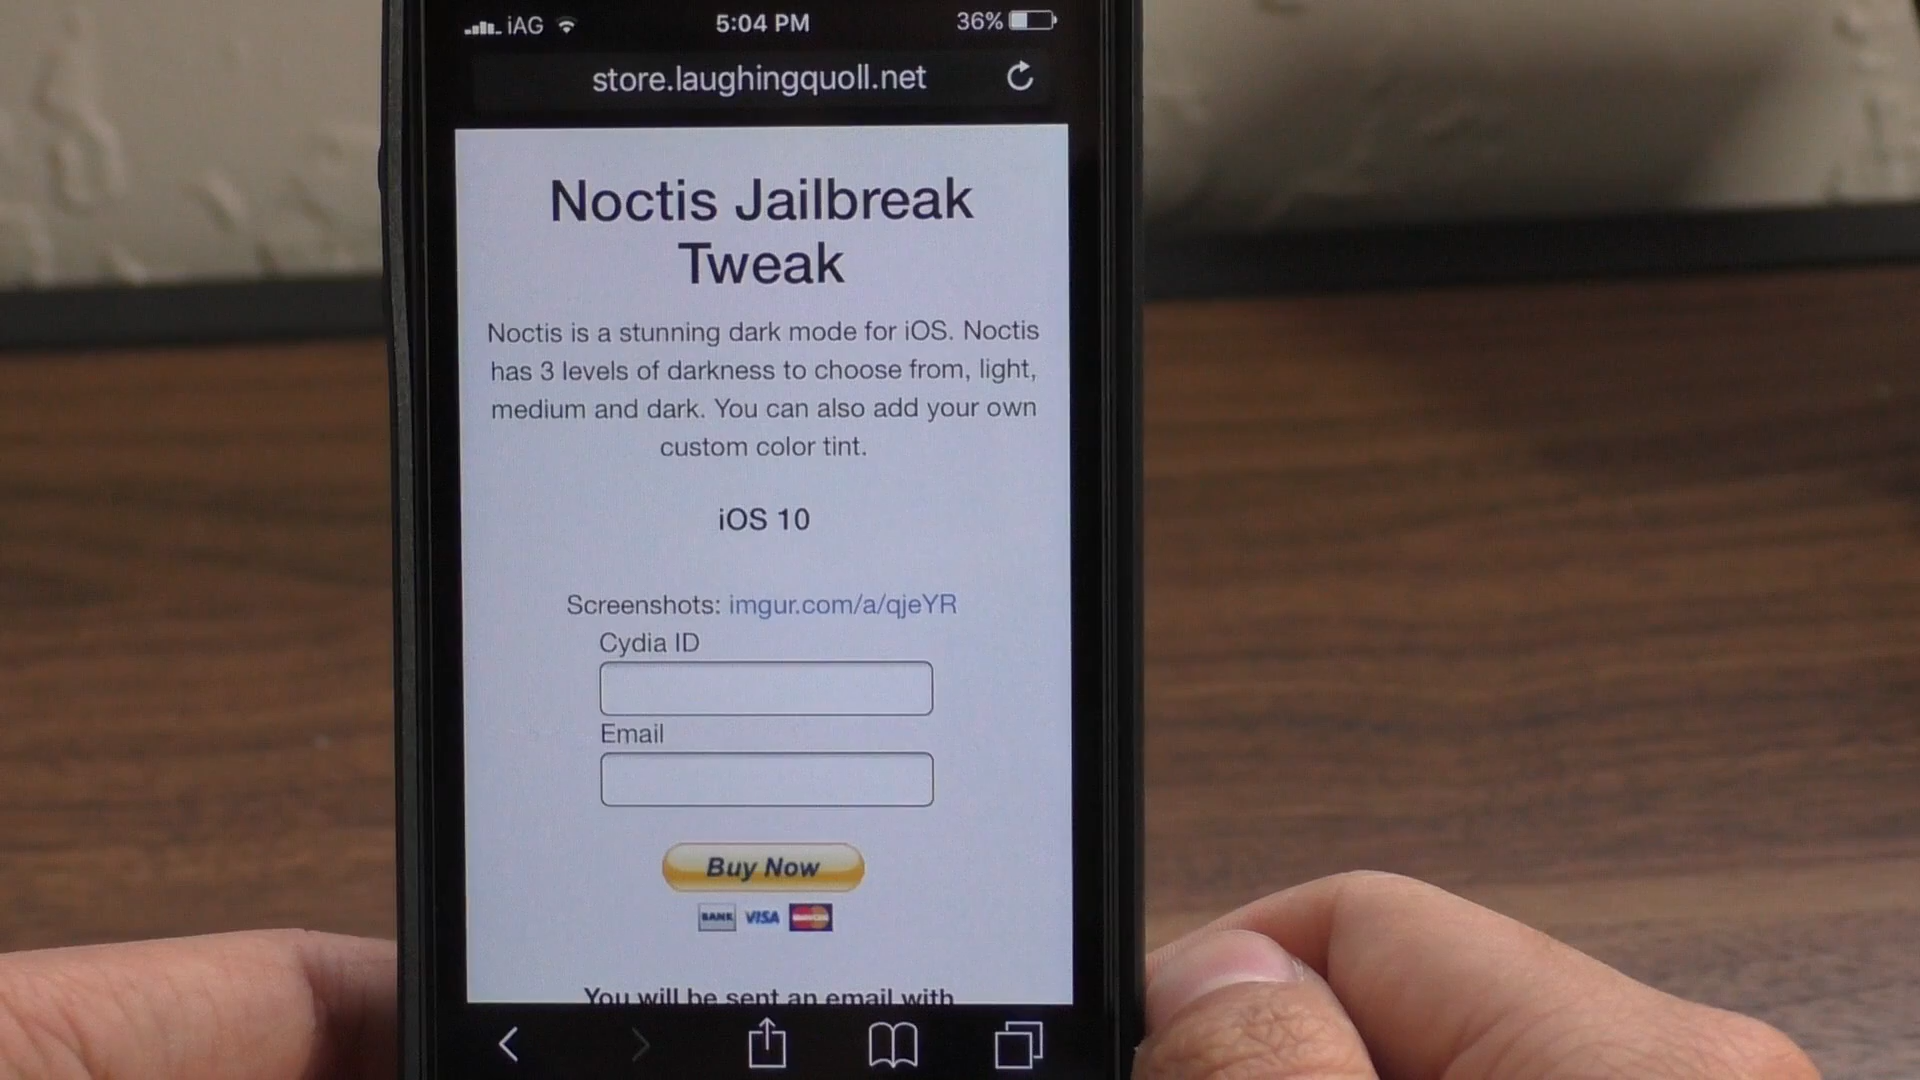 iAG 5:04 PM 36%
store.laughingquoll.net
Noctis Jailbreak
Tweak
Noctis is a stunning dark mode for iOS. Noctis
has 3 levels of darkness to choose from, light,
medium and dark. You can also add your own
custom color tint.
iOS 10
Screenshots: imgur.com/a/qjeYR
Cydia ID
Email
Buy Now
BANK VISA MasterCard
You will be sent an email with